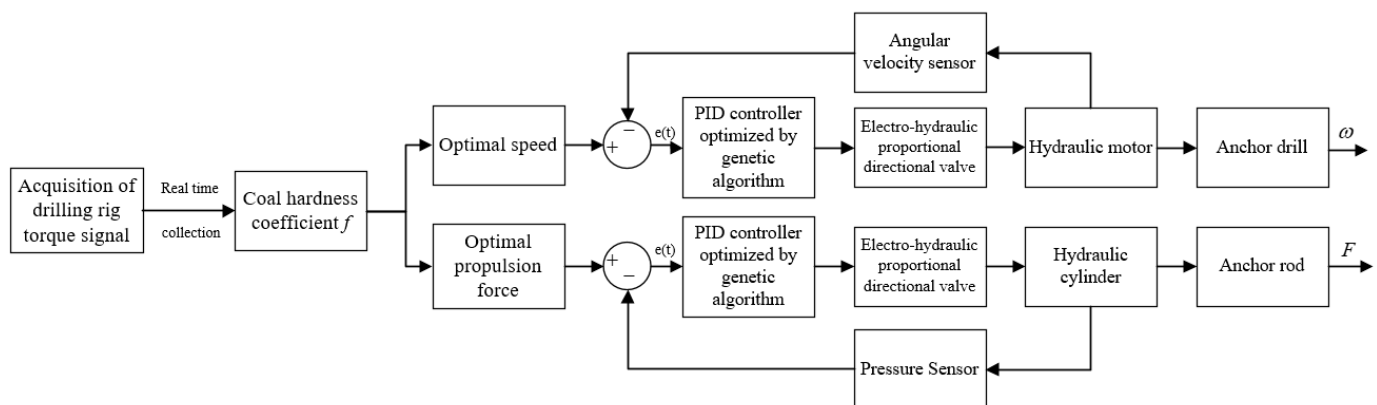 Acquisition of
drilling rig
torque signal
Real time
collection
Coal hardness
coefficient f
Optimal speed
Optimal
propulsion
force
+
−
e(t)
PID controller
optimized by
genetic
algorithm
Electro-hydraulic
proportional
directional valve
Hydraulic motor
Anchor drill
ω
Angular
velocity sensor
+
−
e(t)
PID controller
optimized by
genetic
algorithm
Electro-hydraulic
proportional
directional valve
Hydraulic
cylinder
Anchor rod
F
Pressure Sensor